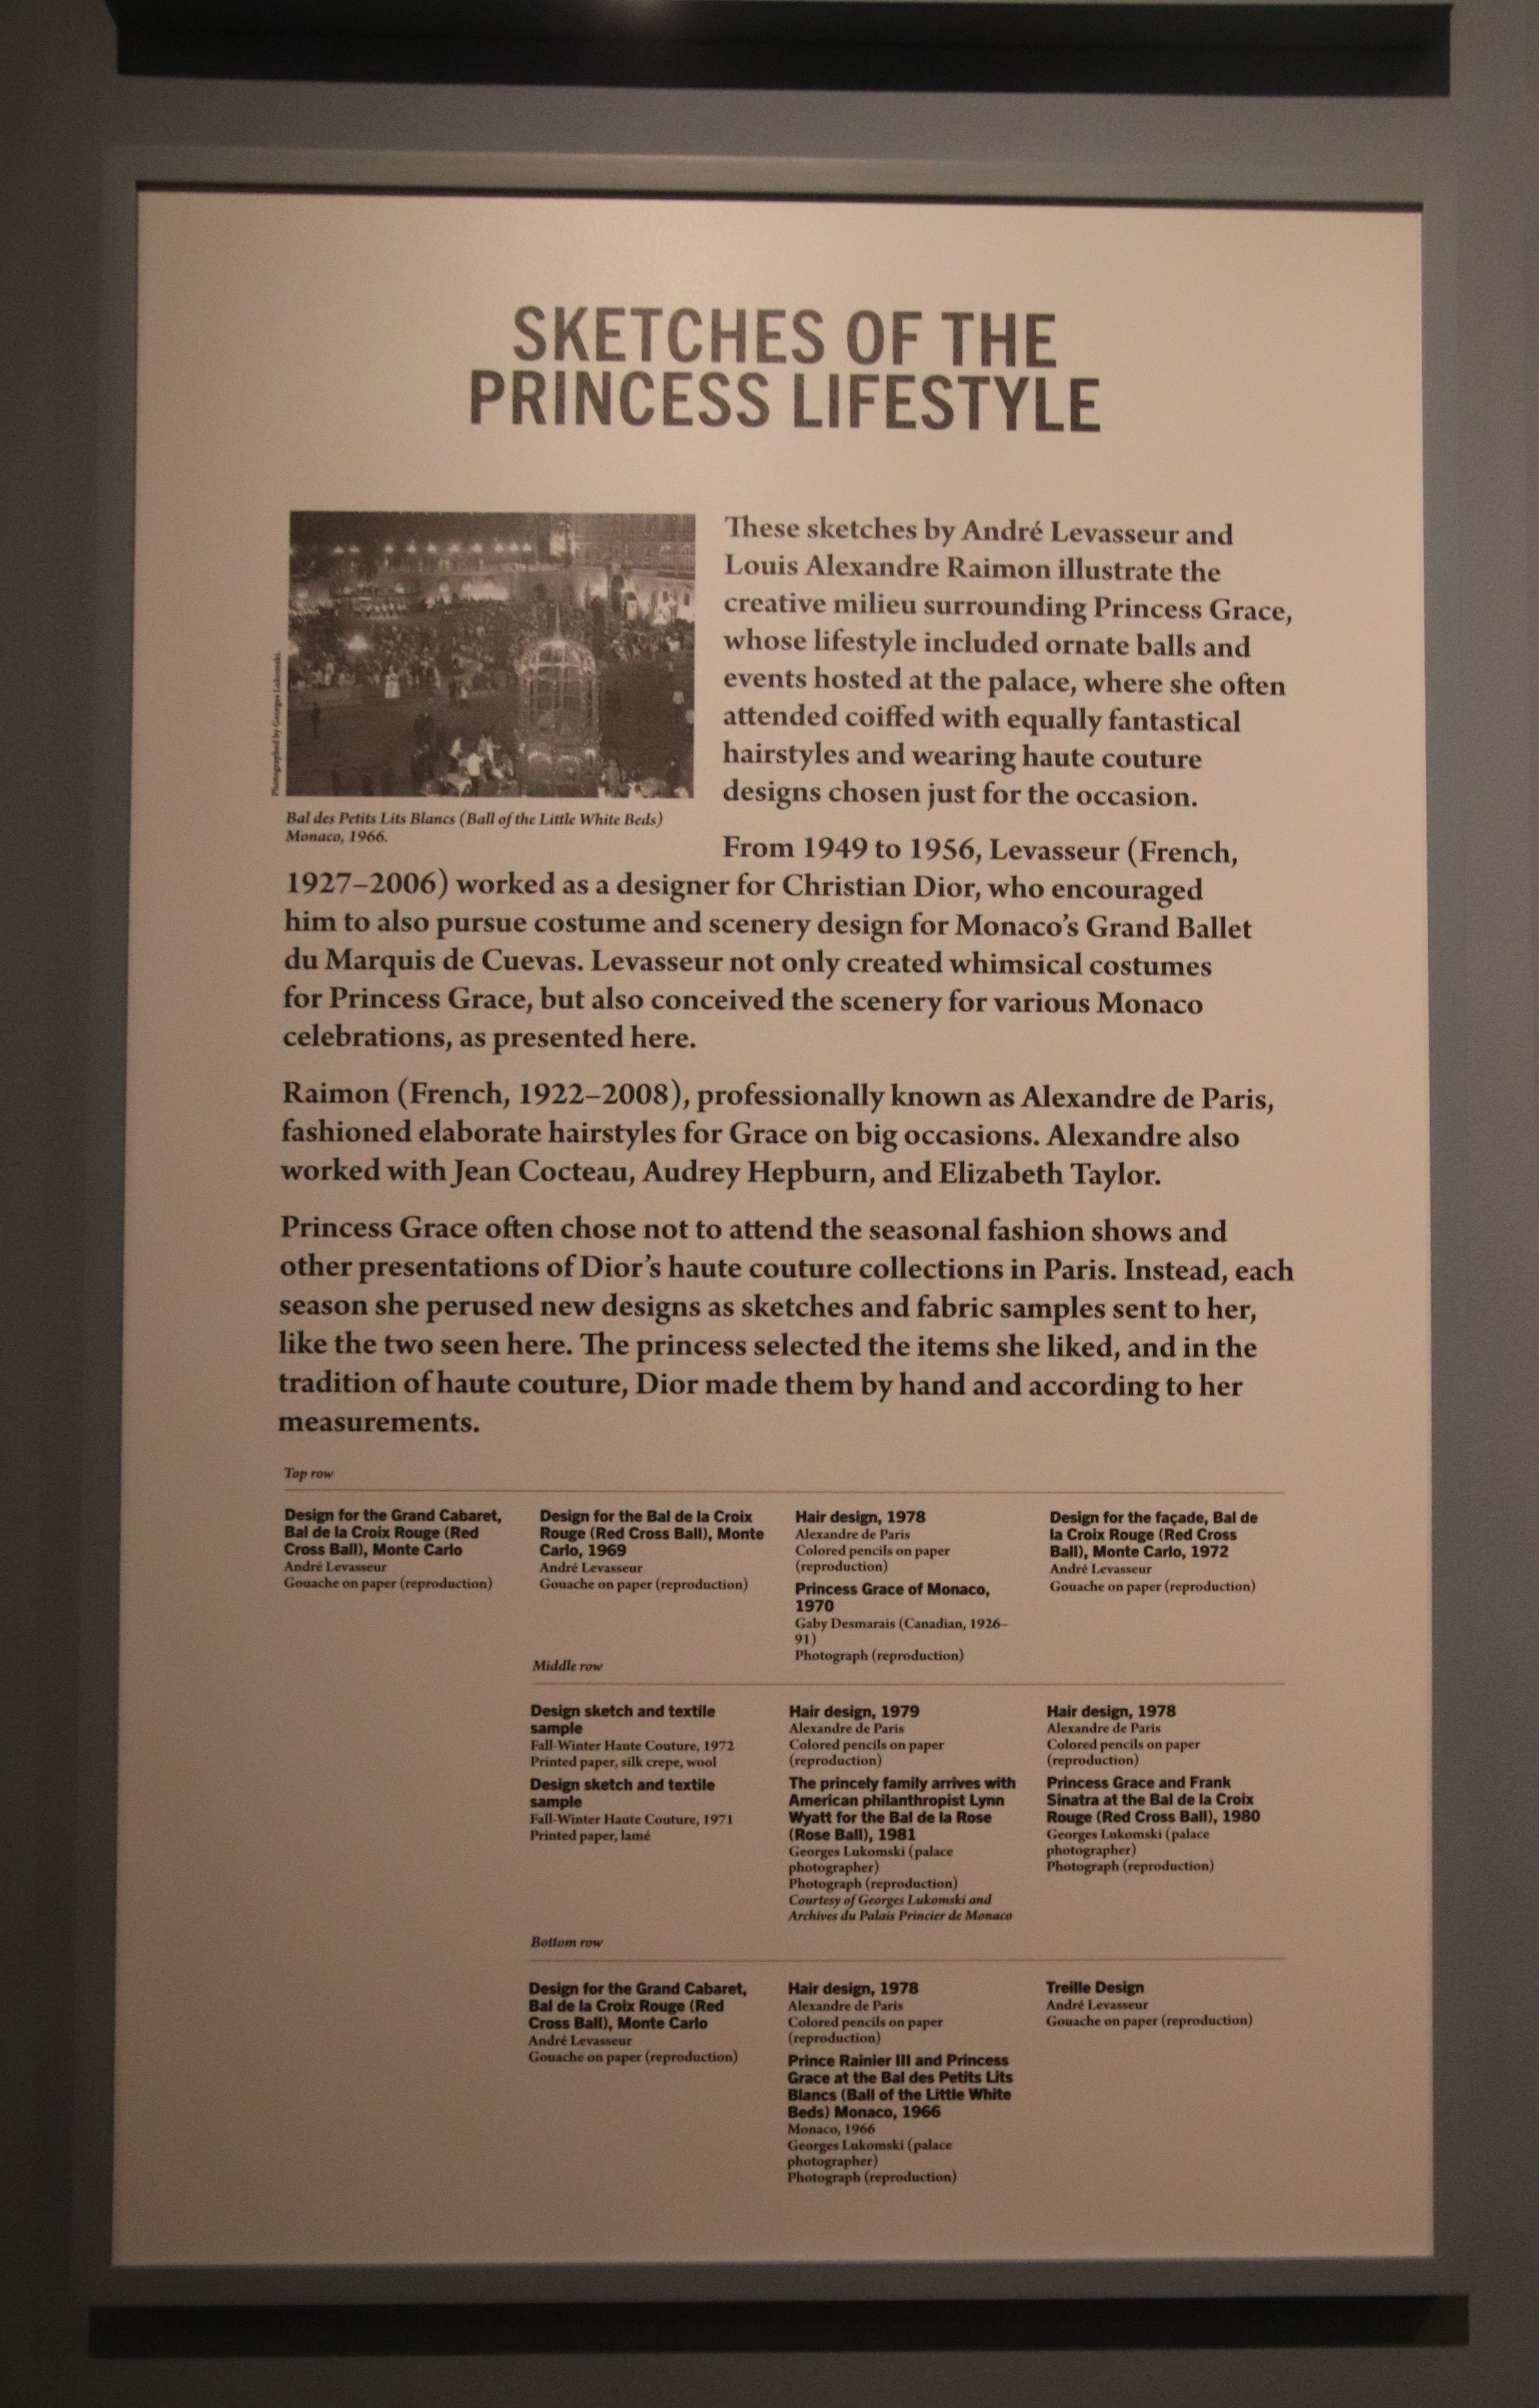 SKETCHES OF THE
PRINCESS LIFESTYLE
Photographed by Georges Lukomski.
Bal des Petits Lits Blancs (Ball of the Little White Beds)
Monaco, 1966.
These sketches by André Levasseur and
Louis Alexandre Raimon illustrate the
creative milieu surrounding Princess Grace,
whose lifestyle included ornate balls and
events hosted at the palace, where she often
attended coiffed with equally fantastical
hairstyles and wearing haute couture
designs chosen just for the occasion.
From 1949 to 1956, Levasseur (French,
1927–2006) worked as a designer for Christian Dior, who encouraged
him to also pursue costume and scenery design for Monaco's Grand Ballet
du Marquis de Cuevas. Levasseur not only created whimsical costumes
for Princess Grace, but also conceived the scenery for various Monaco
celebrations, as presented here.
Raimon (French, 1922–2008), professionally known as Alexandre de Paris,
fashioned elaborate hairstyles for Grace on big occasions. Alexandre also
worked with Jean Cocteau, Audrey Hepburn, and Elizabeth Taylor.
Princess Grace often chose not to attend the seasonal fashion shows and
other presentations of Dior's haute couture collections in Paris. Instead, each
season she perused new designs as sketches and fabric samples sent to her,
like the two seen here. The princess selected the items she liked, and in the
tradition of haute couture, Dior made them by hand and according to her
measurements.
Top row
Design for the Grand Cabaret,
Bal de la Croix Rouge (Red
Cross Ball), Monte Carlo
André Levasseur
Gouache on paper (reproduction)
Design for the Bal de la Croix
Rouge (Red Cross Ball), Monte
Carlo, 1969
André Levasseur
Gouache on paper (reproduction)
Hair design, 1978
Alexandre de Paris
Colored pencils on paper
(reproduction)
Princess Grace of Monaco,
1970
Gaby Desmarais (Canadian, 1926–
91)
Photograph (reproduction)
Design for the façade, Bal de
la Croix Rouge (Red Cross
Ball), Monte Carlo, 1972
André Levasseur
Gouache on paper (reproduction)
Middle row
Design sketch and textile
sample
Fall-Winter Haute Couture, 1972
Printed paper, silk crepe, wool
Design sketch and textile
sample
Fall-Winter Haute Couture, 1971
Printed paper, lamé
Hair design, 1979
Alexandre de Paris
Colored pencils on paper
(reproduction)
The princely family arrives with
American philanthropist Lynn
Wyatt for the Bal de la Rose
(Rose Ball), 1981
Georges Lukomski (palace
photographer)
Photograph (reproduction)
Courtesy of Georges Lukomski and
Archives du Palais Princier de Monaco
Hair design, 1978
Alexandre de Paris
Colored pencils on paper
(reproduction)
Princess Grace and Frank
Sinatra at the Bal de la Croix
Rouge (Red Cross Ball), 1980
Georges Lukomski (palace
photographer)
Photograph (reproduction)
Bottom row
Design for the Grand Cabaret,
Bal de la Croix Rouge (Red
Cross Ball), Monte Carlo
André Levasseur
Gouache on paper (reproduction)
Hair design, 1978
Alexandre de Paris
Colored pencils on paper
(reproduction)
Prince Rainier III and Princess
Grace at the Bal des Petits Lits
Blancs (Ball of the Little White
Beds) Monaco, 1966
Monaco, 1966
Georges Lukomski (palace
photographer)
Photograph (reproduction)
Treille Design
André Levasseur
Gouache on paper (reproduction)